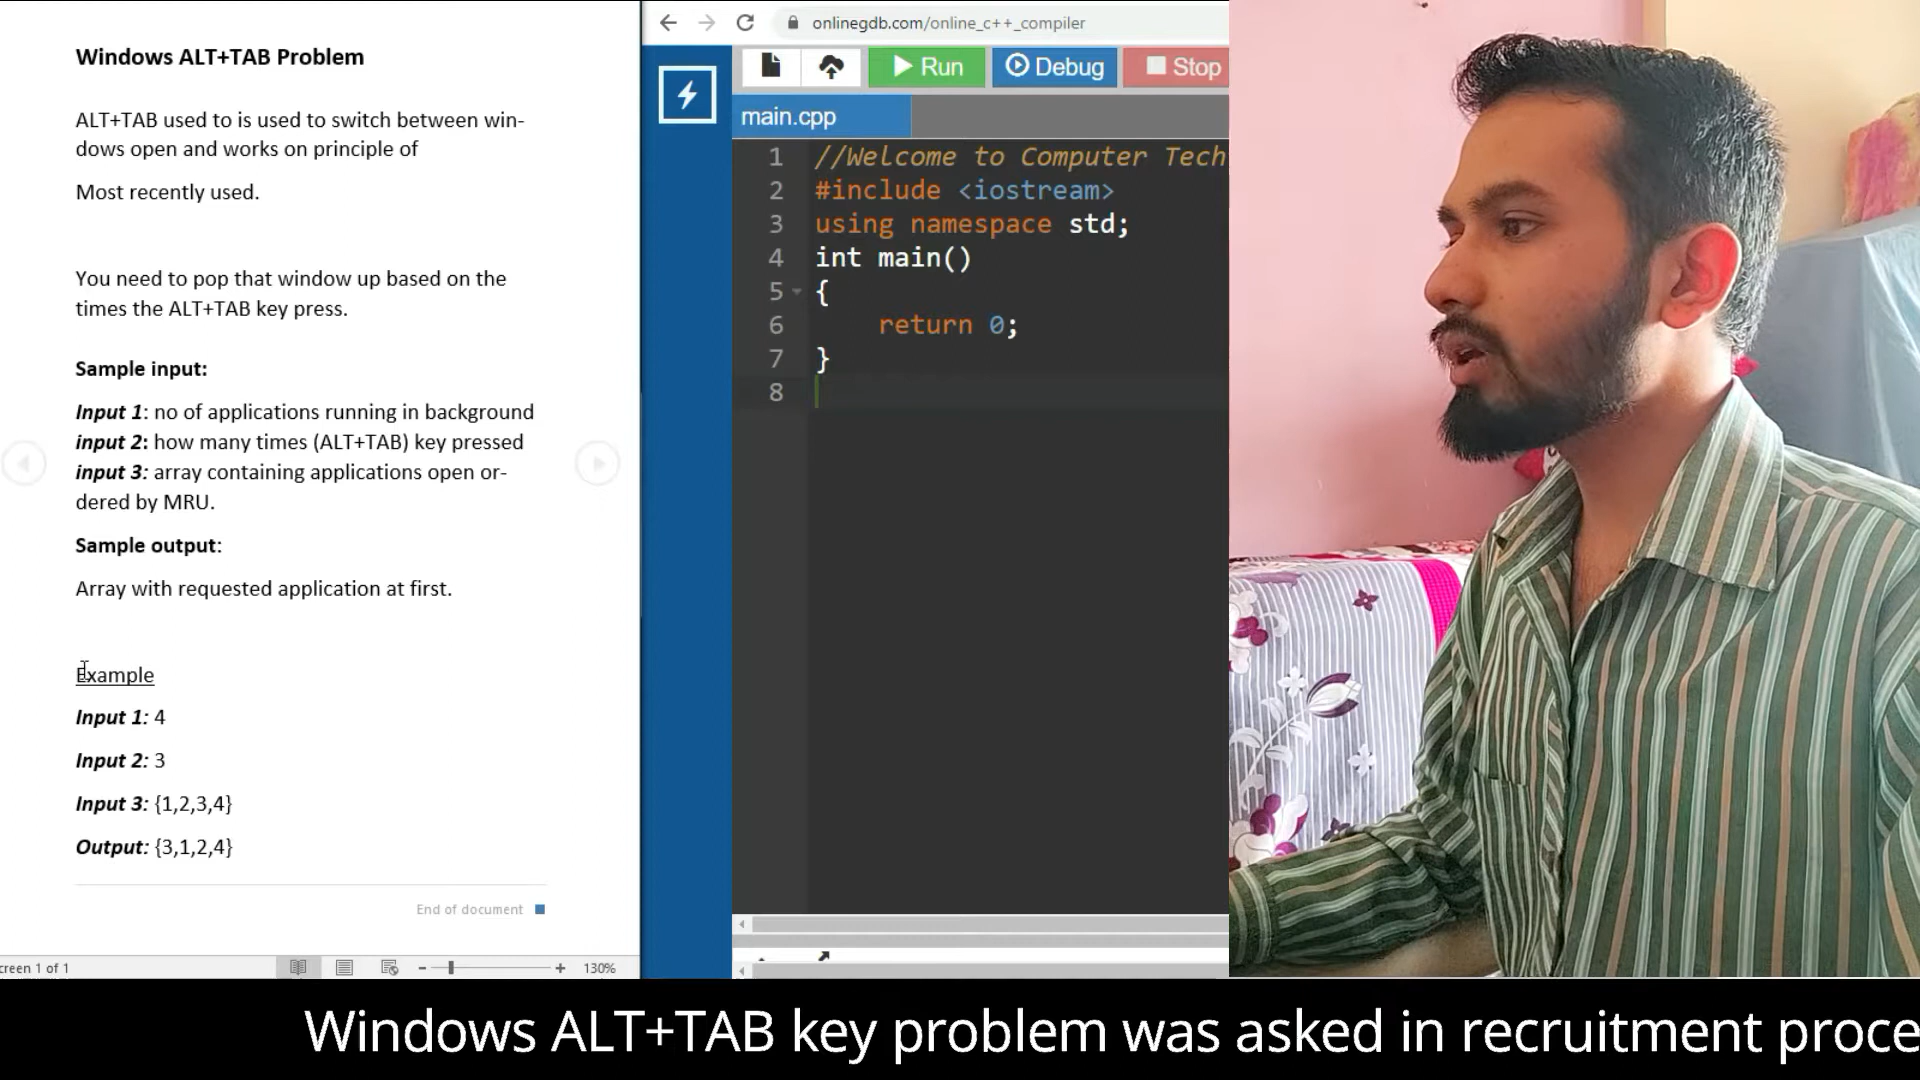 Windows ALT+TAB Problem
ALT+TAB used to is used to switch between win-
dows open and works on principle of
Most recently used.
You need to pop that window up based on the
times the ALT+TAB key press.
Sample input:
Input 1: no of applications running in background
input 2: how many times (ALT+TAB) key pressed
input 3: array containing applications open or-
dered by MRU.
Sample output:
Array with requested application at first.
Example
Input 1: 4
Input 2: 3
Input 3: {1,2,3,4}
Output: {3,1,2,4}
End of document
creen 1 of 1
130%
onlinegdb.com/online_c++_compiler
Run
Debug
Stop
main.cpp
1 //Welcome to Computer Tech
2 #include <iostream>
3 using namespace std;
4 int main()
5 {
6 return 0;
7 }
8
Windows ALT+TAB key problem was asked in recruitment proce